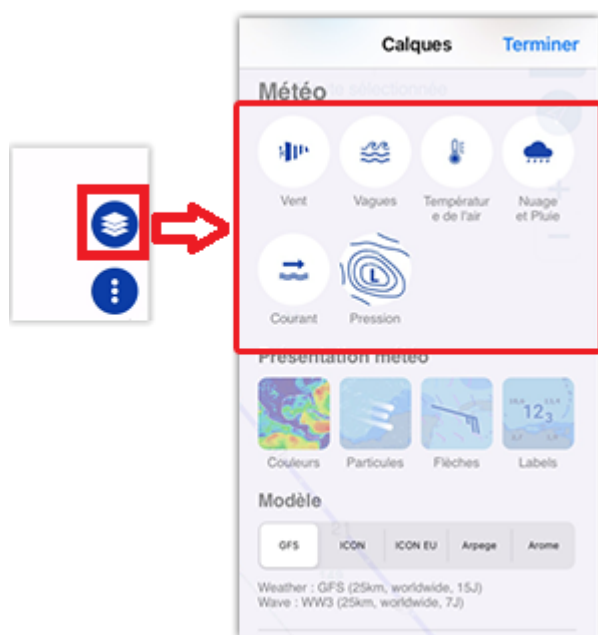 Calques
Terminer
Météo
Vent
Vagues
Températur
e de l'air
Nuage
et Pluie
L
Courant
Pression
Présentation météo
123
Couleurs
Particules
Flèches
Labels
Modèle
GFS
ICON
ICON EU
Arpege
Arome
Weather : GFS (25km, worldwide, 15J)
Wave : WW3 (25km, worldwide, 7J)